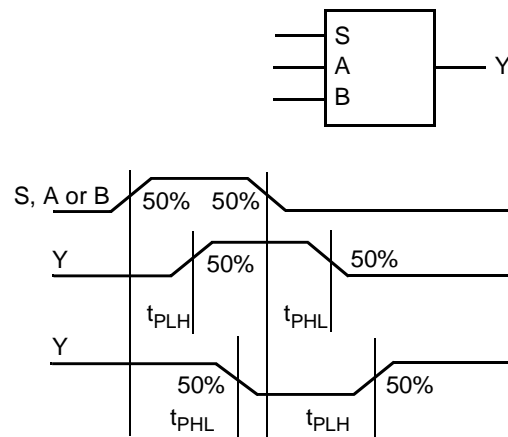 S
A Y
B
S, A or B 50% 50%
Y 50% 50%
tPLH tPHL
Y
50% 50%
tPHL tPLH